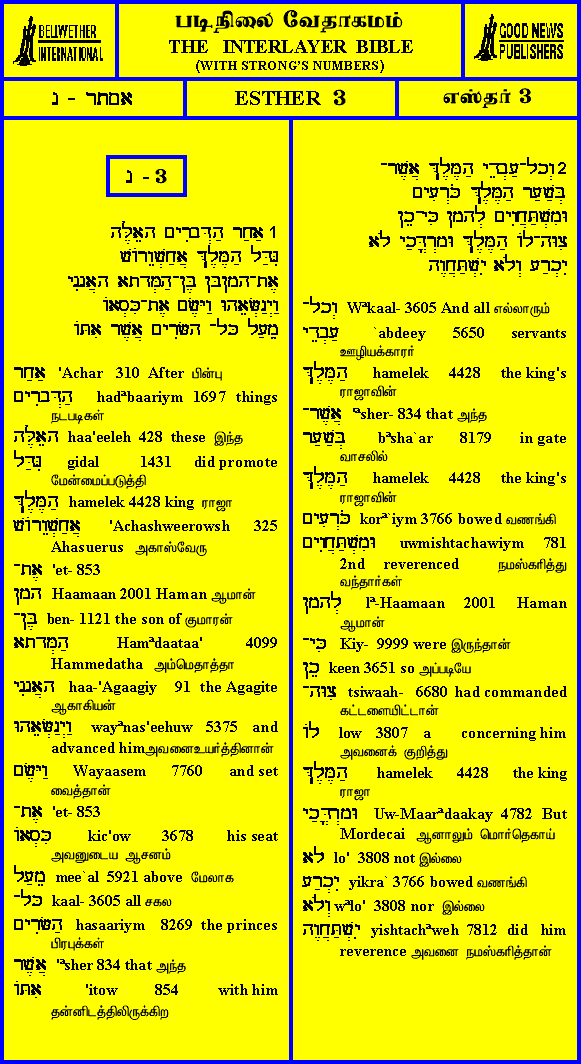 BELLWETHER
INTERNATIONAL
படிநிலை வேதாகமம்
THE INTERLAYER BIBLE
(WITH STRONG'S NUMBERS)
GOOD NEWS
PUBLISHERS
אסתר - נ
ESTHER 3
எஸ்தர் 3
נ - 3
1 אַחַר הַדְּבָרִים הָאֵלֶּה
גִּדַּל הַמֶּלֶךְ אֲחַשְׁוֵרוֹשׁ
אֶת־הָמָןבֶּן בֶּן־הַמְּדָתָא הָאֲגָגִי
וַיְנַשְּׂאֵהוּ וַיָּשֶׂם אֶת־כִּסְאוֹ
מֵעַל כָּל־ הַשָּׂרִים אֲשֶׁר אִתּוֹ
אַחַר 'Achar 310 After பின்பு
הַדְּבָרִים hadªbaariym 1697 things
நடபடிகள்
הָאֵלֶּה haa'eeleh 428 these இந்த
גִּדַּל gidal 1431 did promote
மேன்மைப்படுத்தி
הַמֶּלֶךְ hamelek 4428 king ராஜா
אֲחַשְׁוֵרוֹשׁ 'Achashweerowsh 325
Ahasuerus அகாஸ்வேரு
אֶת־ 'et- 853
הָמָן Haamaan 2001 Haman ஆமான்
בֶּן־ ben- 1121 the son of குமாரன்
הַמְּדָתָא Hamªdaataa' 4099
Hammedatha அம்மெதாத்தா
הָאֲגָגִי haa-'Agaagiy 91 the Agagite
ஆகாகியன்
וַיְנַשְּׂאֵהוּ wayªnas'eehuw 5375 and
advanced himஅவனைஉயர்த்தினான்
וַיָּשֶׂם Wayaasem 7760 and set
வைத்தான்
אֶת־ 'et- 853
כִּסְאוֹ kic'ow 3678 his seat
அவனுடைய ஆசனம்
מֵעַל mee`al 5921 above மேலாக
כָּל־ kaal- 3605 all சகல
הַשָּׂרִים hasaariym 8269 the princes
பிரபுக்கள்
אֲשֶׁר 'ªsher 834 that அந்த
אִתּוֹ 'itow 854 with him
தன்னிடத்திலிருக்கிற
2 וְכָל־עַבְדֵי הַמֶּלֶךְ אֲשֶׁר־
בְּשַׁעַר הַמֶּלֶךְ כֹּרְעִים
וּמִשְׁתַּחֲוִים לְהָמָן כִּי־כֵן
צִוָּה־לוֹ הַמֶּלֶךְ וּמָרְדֳּכַי לֹא
יִכְרַע וְלֹא יִשְׁתַּחֲוֶה
וְכָל־ Wªkaal- 3605 And all எல்லாரும்
עַבְדֵי `abdeey 5650 servants
ஊழியக்காரர்
הַמֶּלֶךְ hamelek 4428 the king's
ராஜாவின்
אֲשֶׁר־ 'ªsher- 834 that அந்த
בְּשַׁעַר bªsha`ar 8179 in gate
வாசலில்
הַמֶּלֶךְ hamelek 4428 the king's
ராஜாவின்
כֹּרְעִים korª`iym 3766 bowed வணங்கி
וּמִשְׁתַּחֲוִים uwmishtachawiym 781
2nd reverenced நமஸ்கரித்து
வந்தார்கள்
לְהָמָן lª-Haamaan 2001 Haman
ஆமான்
כִּי־ Kiy- 9999 were இருந்தான்
כֵן keen 3651 so அப்படியே
צִוָּה־ tsiwaah- 6680 had commanded
கட்டளையிட்டான்
לוֹ low 3807 a concerning him
அவனைக் குறித்து
הַמֶּלֶךְ hamelek 4428 the king
ராஜா
וּמָרְדֳּכַי Uw-Maarªdaakay 4782 But
Mordecai ஆனாலும் மொர்தெகாய்
לֹא lo' 3808 not இல்லை
יִכְרַע yikra` 3766 bowed வணங்கி
וְלֹא wªlo' 3808 nor இல்லை
יִשְׁתַּחֲוֶה yishtachªweh 7812 did him
reverence அவனை நமஸ்கரித்தான்